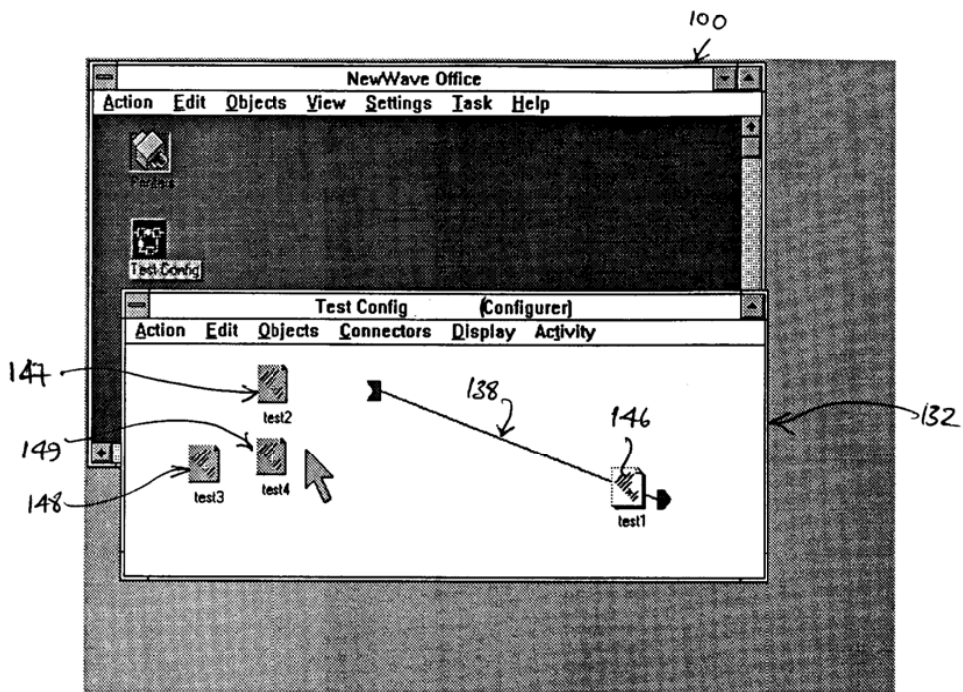 100
NewWave Office
Action Edit Objects View Settings Task Help
Test Config
Test Config (Configurer)
Action Edit Objects Connectors Display Activity
147
138
146
132
test2
149
148
test3
test4
test1